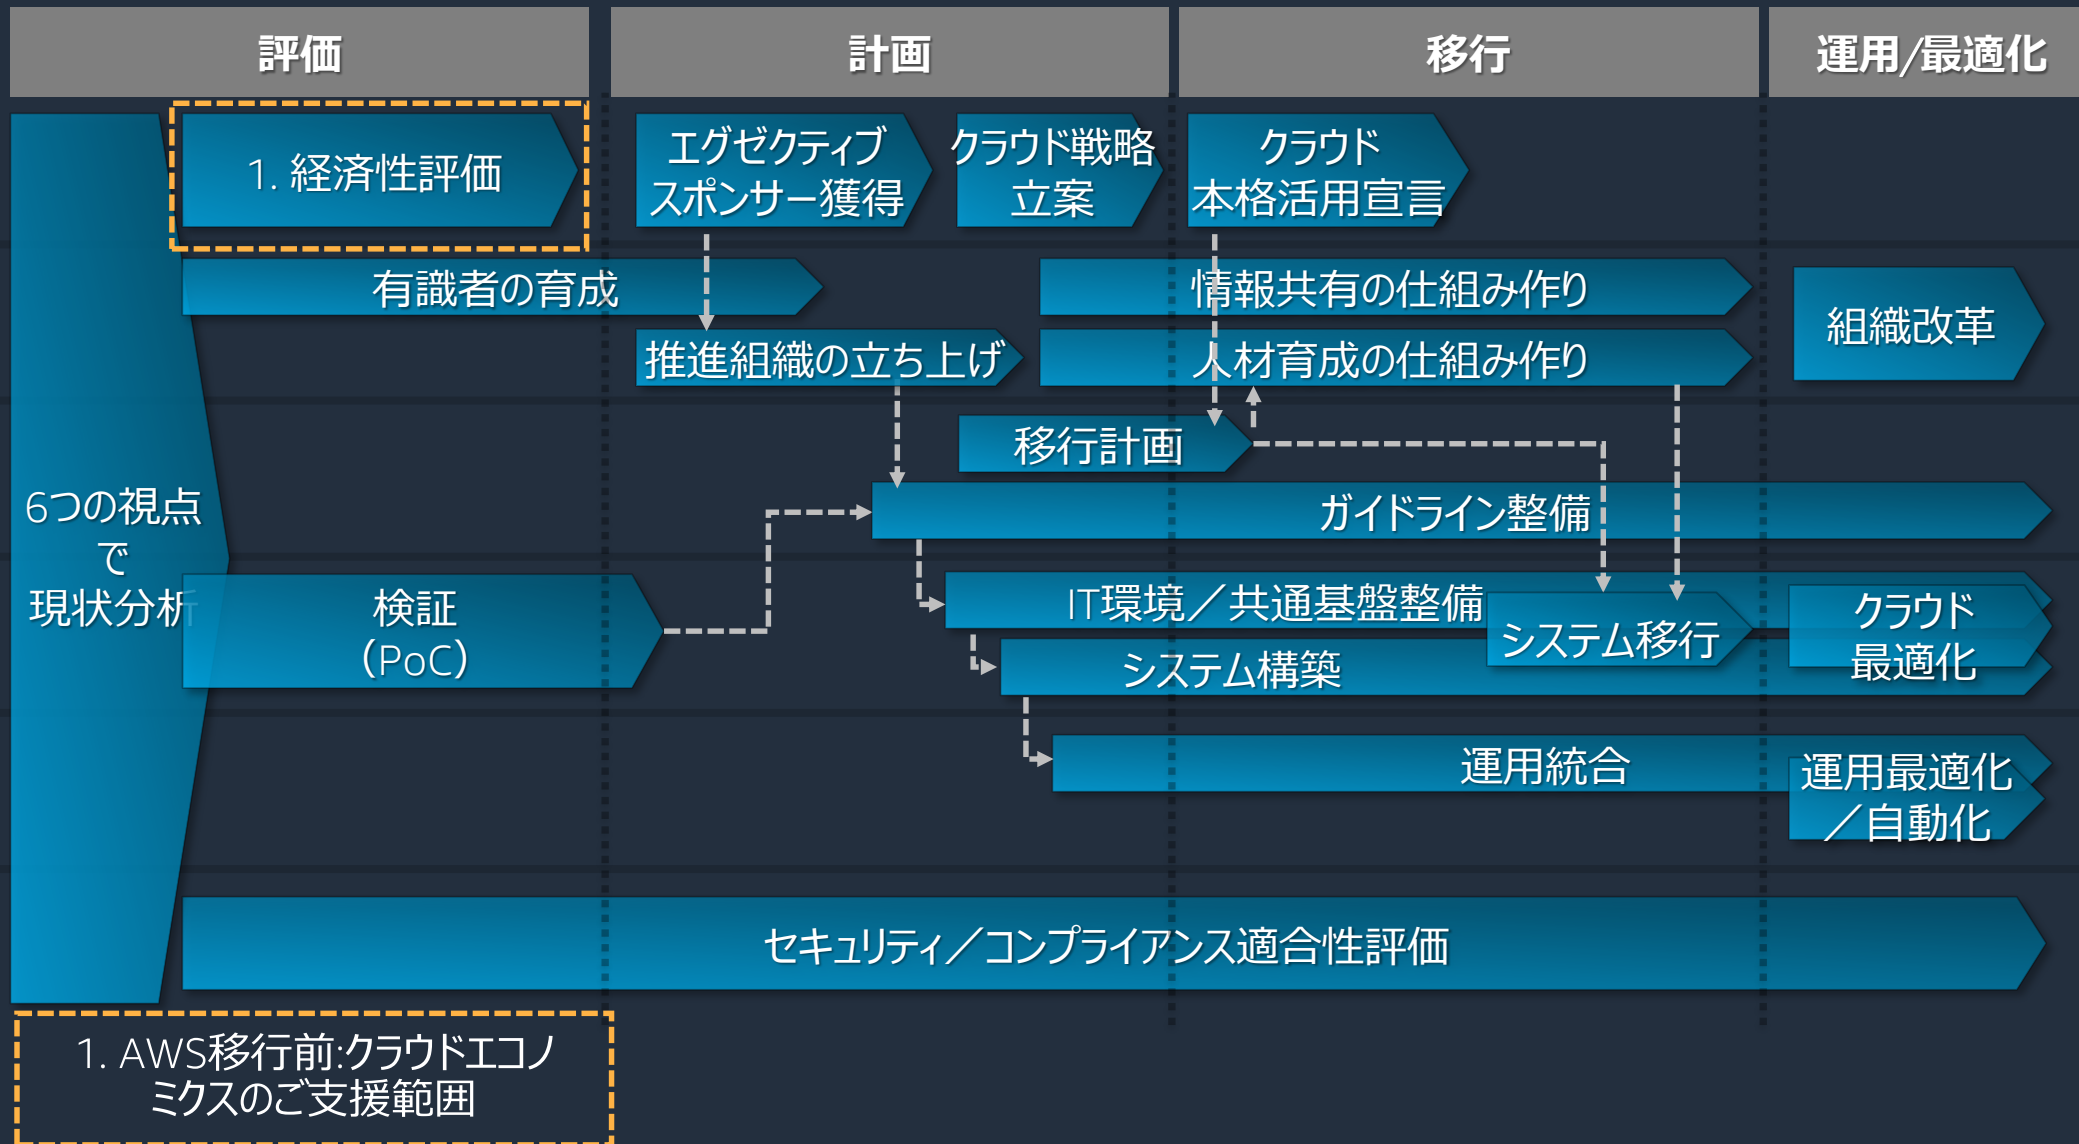 評価
計画
移行
運用/最適化
1. 経済性評価
エグゼクティブ
スポンサー獲得
クラウド戦略
立案
クラウド
本格活用宣言
有識者の育成
情報共有の仕組み作り
組織改革
推進組織の立ち上げ
人材育成の仕組み作り
移行計画
6つの視点
で
現状分析
ガイドライン整備
検証
（PoC）
IT環境／共通基盤整備
システム移行
クラウド
最適化
システム構築
運用統合
運用最適化
／自動化
セキュリティ／コンプライアンス適合性評価
1. AWS移行前:クラウドエコノ
ミクスのご支援範囲